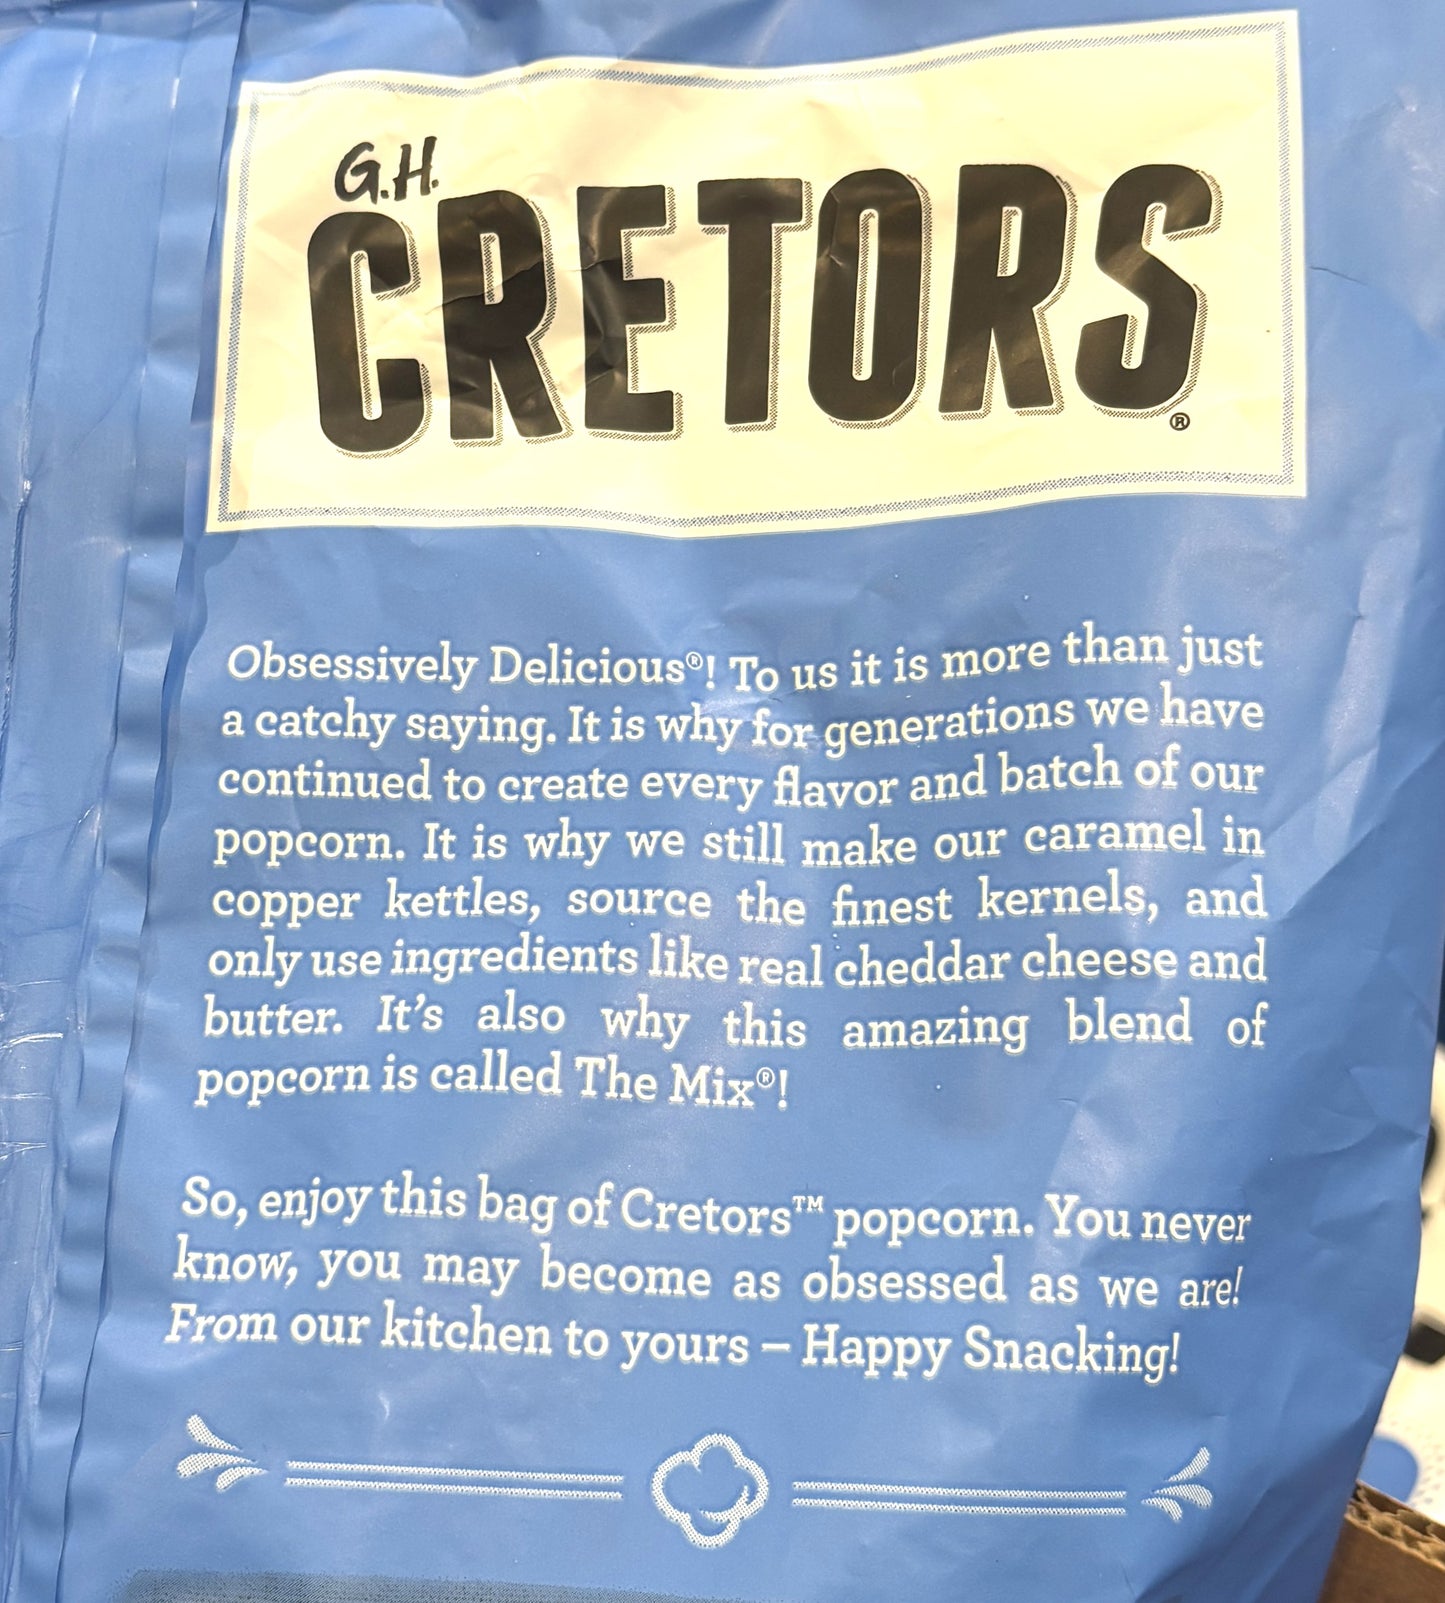 G.H.
CRETORS®
Obsessively Delicious®! To us it is more than just
a catchy saying. It is why for generations we have
continued to create every flavor and batch of our
popcorn. It is why we still make our caramel in
copper kettles, source the finest kernels, and
only use ingredients like real cheddar cheese and
butter. It's also why this amazing blend of
popcorn is called The Mix®!
So, enjoy this bag of Cretors™ popcorn. You never
know, you may become as obsessed as we are!
From our kitchen to yours – Happy Snacking!